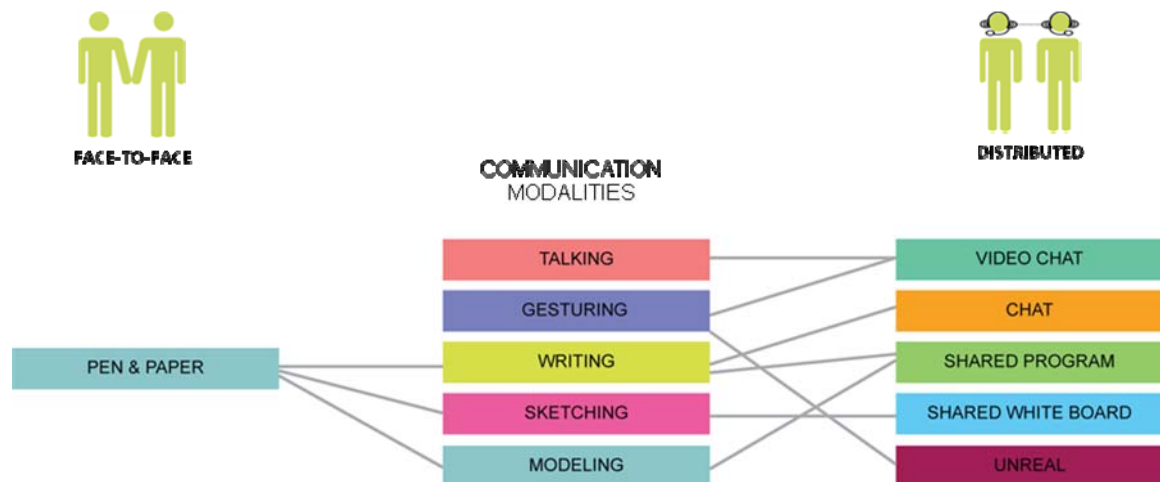 FACE-TO-FACE
DISTRIBUTED
COMMUNICATION
MODALITIES
TALKING
VIDEO CHAT
GESTURING
CHAT
PEN & PAPER
WRITING
SHARED PROGRAM
SKETCHING
SHARED WHITE BOARD
MODELING
UNREAL